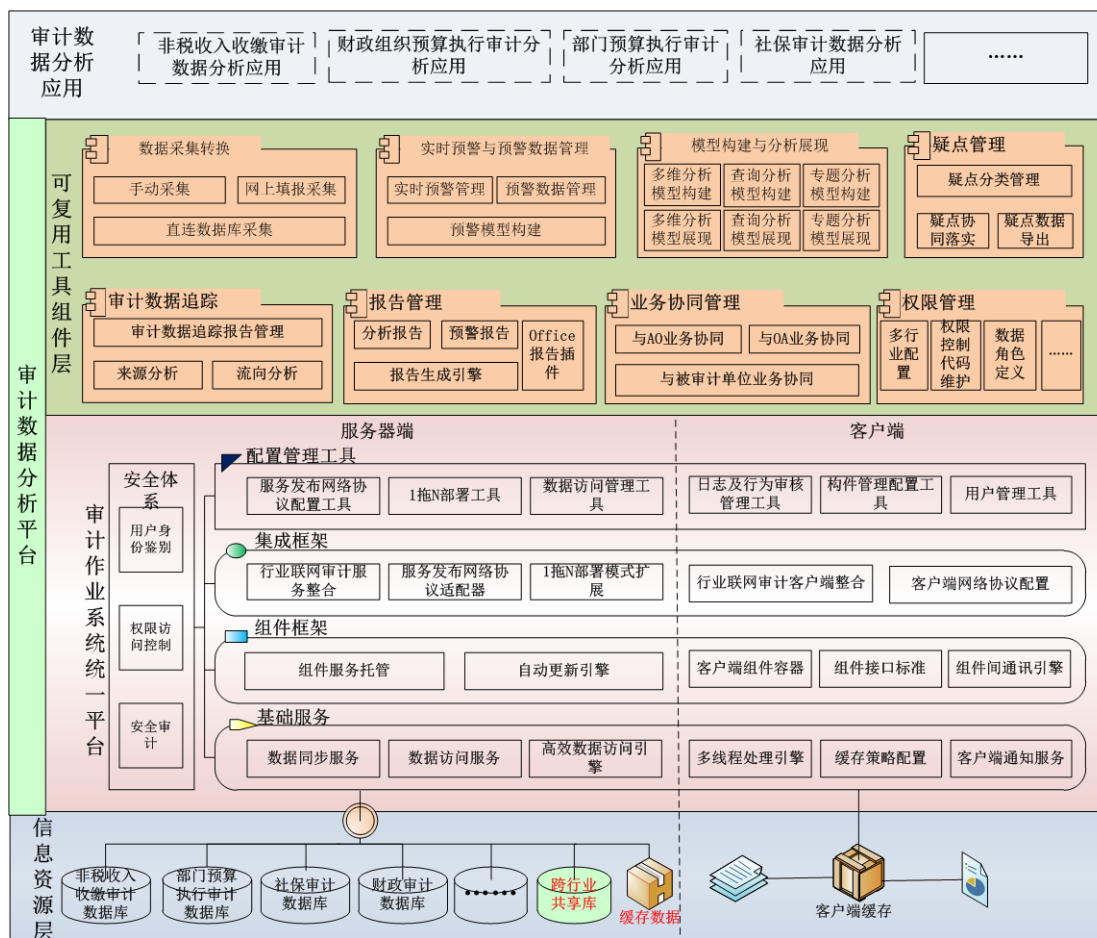 审计数
据分析
应用
非税收入收缴审计
数据分析应用
财政组织预算执行审计分
析应用
部门预算执行审计
分析应用
社保审计数据分析
应用
……
审计数据分析平台
可复用工具组件层
数据采集转换
手动采集
网上填报采集
直连数据库采集
实时预警与预警数据管理
实时预警管理
预警数据管理
预警模型构建
模型构建与分析展现
多维分析
模型构建
查询分析
模型构建
专题分析
模型构建
多维分析
模型展现
查询分析
模型展现
专题分析
模型展现
疑点管理
疑点分类管理
疑点协
同落实
疑点数据
导出
审计数据追踪
审计数据追踪报告管理
来源分析
流向分析
报告管理
分析报告
预警报告
报告生成引擎
Office
报告插
件
业务协同管理
与AO业务协同
与OA业务协同
与被审计单位业务协同
权限管理
多行
业配
置
权限
控制
代码
维护
数据
角色
定义
……
审计作业系统统一平台
服务器端
客户端
安全体
系
用户身
份鉴别
权限访
问控制
安全审
计
配置管理工具
服务发布网络协
议配置工具
1拖N部署工具
数据访问管理工
具
日志及行为审核
管理工具
构件管理配置工
具
用户管理工具
集成框架
行业联网审计服
务整合
服务发布网络协
议适配器
1拖N部署模式扩
展
行业联网审计客户端整合
客户端网络协议配置
组件框架
组件服务托管
自动更新引擎
客户端组件容器
组件接口标准
组件间通讯引擎
基础服务
数据同步服务
数据访问服务
高效数据访问引
擎
多线程处理引擎
缓存策略配置
客户端通知服务
信息资源层
非税收入
收缴审计
数据库
部门预算
执行审计
数据库
社保审计
数据库
财政审计
数据库
……
跨行业
共享库
缓存数据
客户端缓存